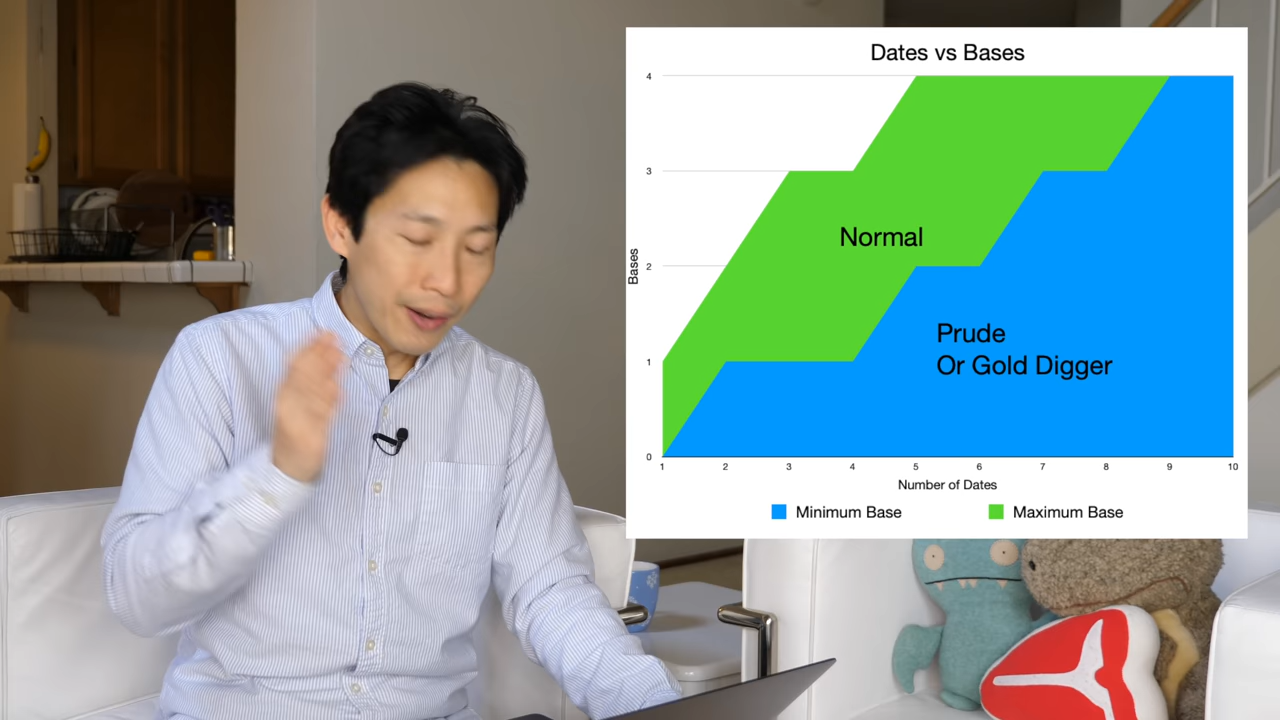 Dates vs Bases
4
3
2
1
0
Bases
Normal
Prude
Or Gold Digger
1 2 3 4 5 6 7 8 9 10
Number of Dates
Minimum Base Maximum Base